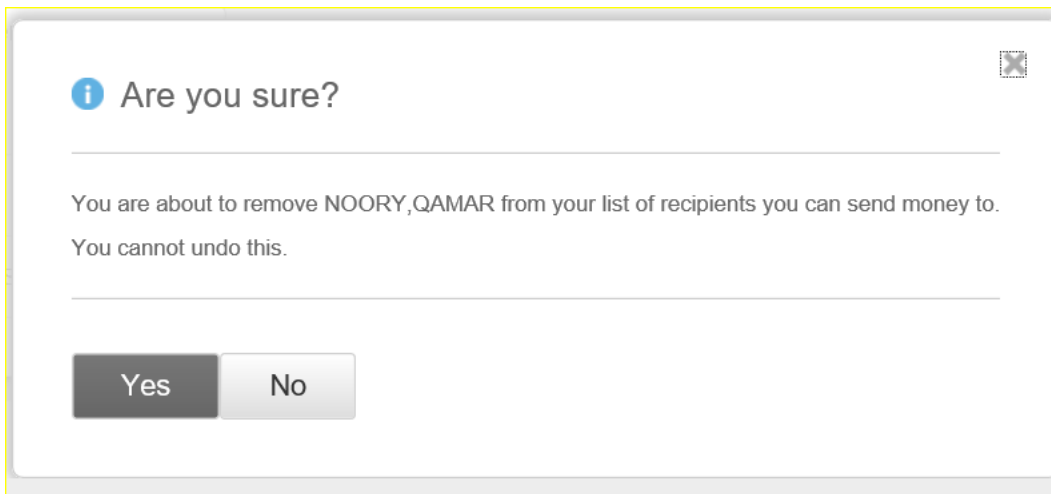 Are you sure?
You are about to remove NOORY,QAMAR from your list of recipients you can send money to.
You cannot undo this.
Yes
No